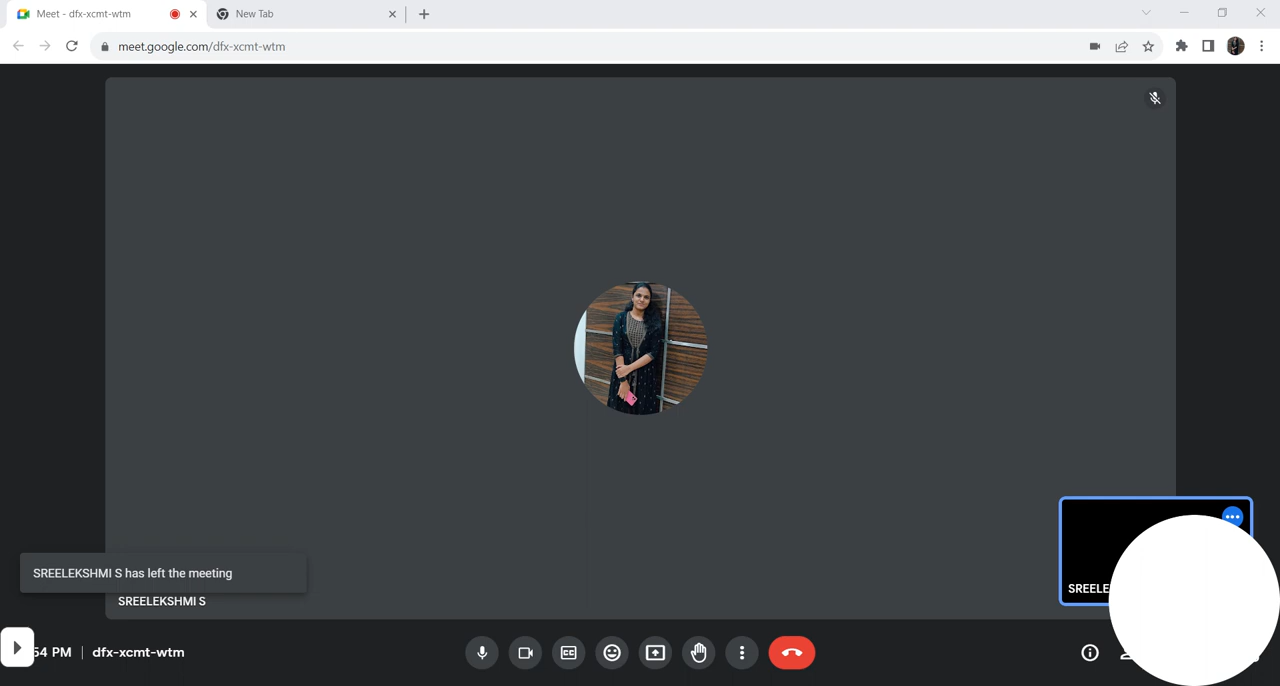 Meet - dfx-xcmt-wtm
New Tab
meet.google.com/dfx-xcmt-wtm
SREELEKSHMI S has left the meeting
SREELEKSHMI S
SREELE
54 PM | dfx-xcmt-wtm
CC